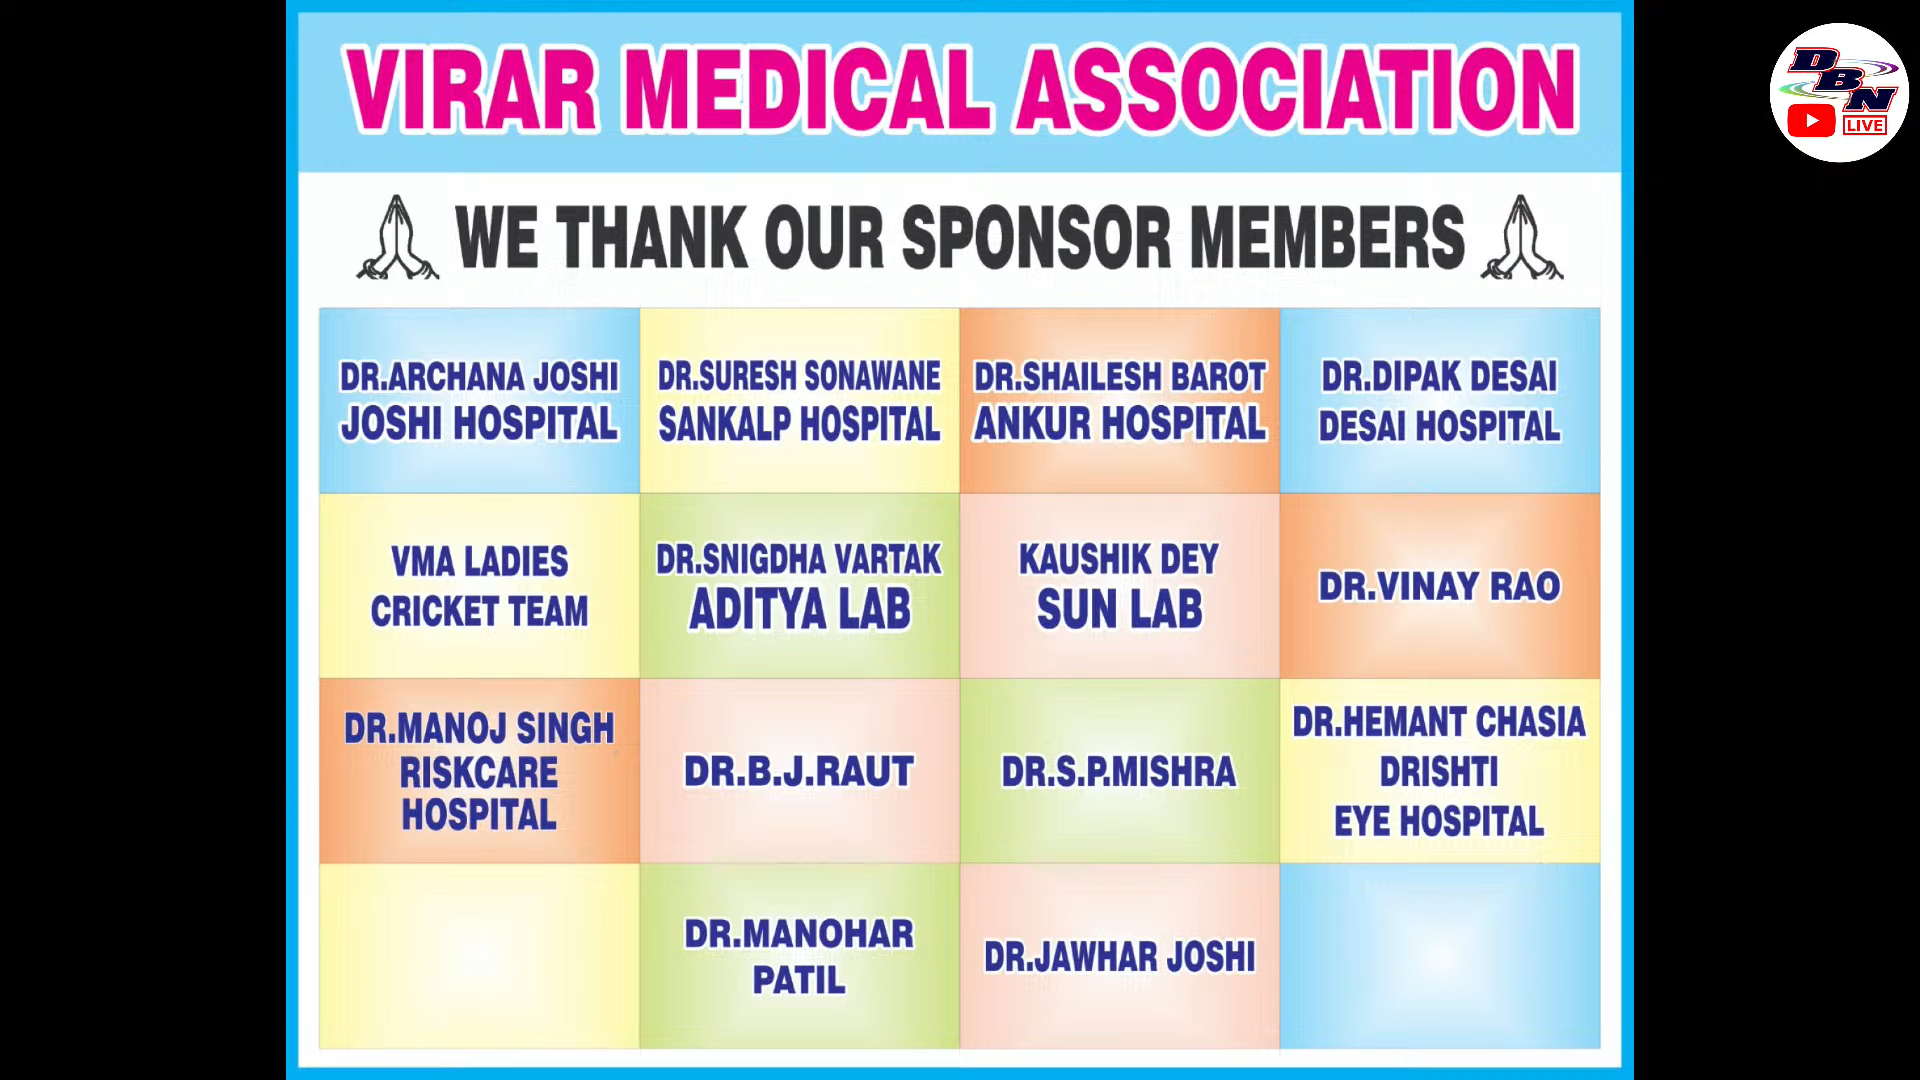 VIRAR MEDICAL ASSOCIATION
DBN
LIVE
WE THANK OUR SPONSOR MEMBERS
DR.ARCHANA JOSHI
JOSHI HOSPITAL
DR.SURESH SONAWANE
SANKALP HOSPITAL
DR.SHAILESH BAROT
ANKUR HOSPITAL
DR.DIPAK DESAI
DESAI HOSPITAL
VMA LADIES
CRICKET TEAM
DR.SNIGDHA VARTAK
ADITYA LAB
KAUSHIK DEY
SUN LAB
DR.VINAY RAO
DR.MANOJ SINGH
RISKCARE
HOSPITAL
DR.B.J.RAUT
DR.S.P.MISHRA
DR.HEMANT CHASIA
DRISHTI
EYE HOSPITAL
DR.MANOHAR
PATIL
DR.JAWHAR JOSHI